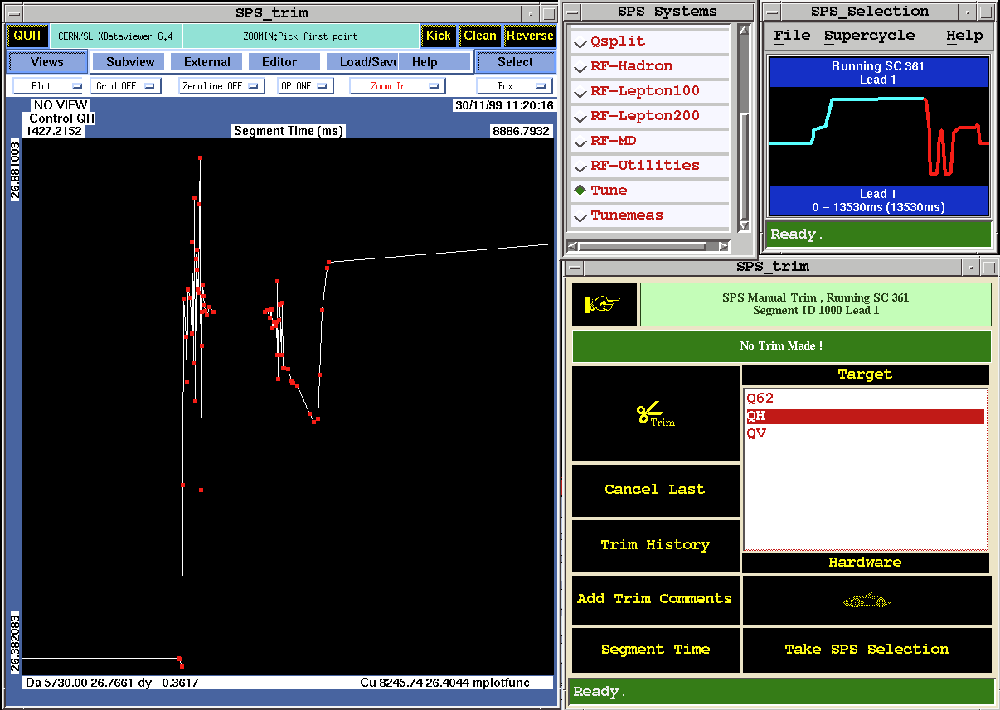 SPS_trim
QUIT CERN/SL XDataviewer 6.4 ZOOMIN:Pick first point Kick Clean Reverse
Views Subview External Editor Load/Save Help Select
Plot Grid OFF Zeroline OFF OP ONE Zoom In Box
NO VIEW 30/11/99 11:20:16
Control QH
1427.2152 Segment Time (ms) 8886.7932
26.881003
26.382083
Da 5730.00 26.7661 dy -0.3617 Cu 8245.74 26.4044 mplotfunc
SPS Systems
Qsplit
RF-Hadron
RF-Lepton100
RF-Lepton200
RF-MD
RF-Utilities
Tune
Tunemeas
SPS_Selection
File Supercycle Help
Running SC 361
Lead 1
Lead 1
0 - 13530ms (13530ms)
Ready.
SPS_trim
SPS Manual Trim , Running SC 361
Segment ID 1000 Lead 1
No Trim Made !
Trim
Target
Q62
QH
QV
Cancel Last
Trim History
Hardware
Add Trim Comments
Segment Time Take SPS Selection
Ready.